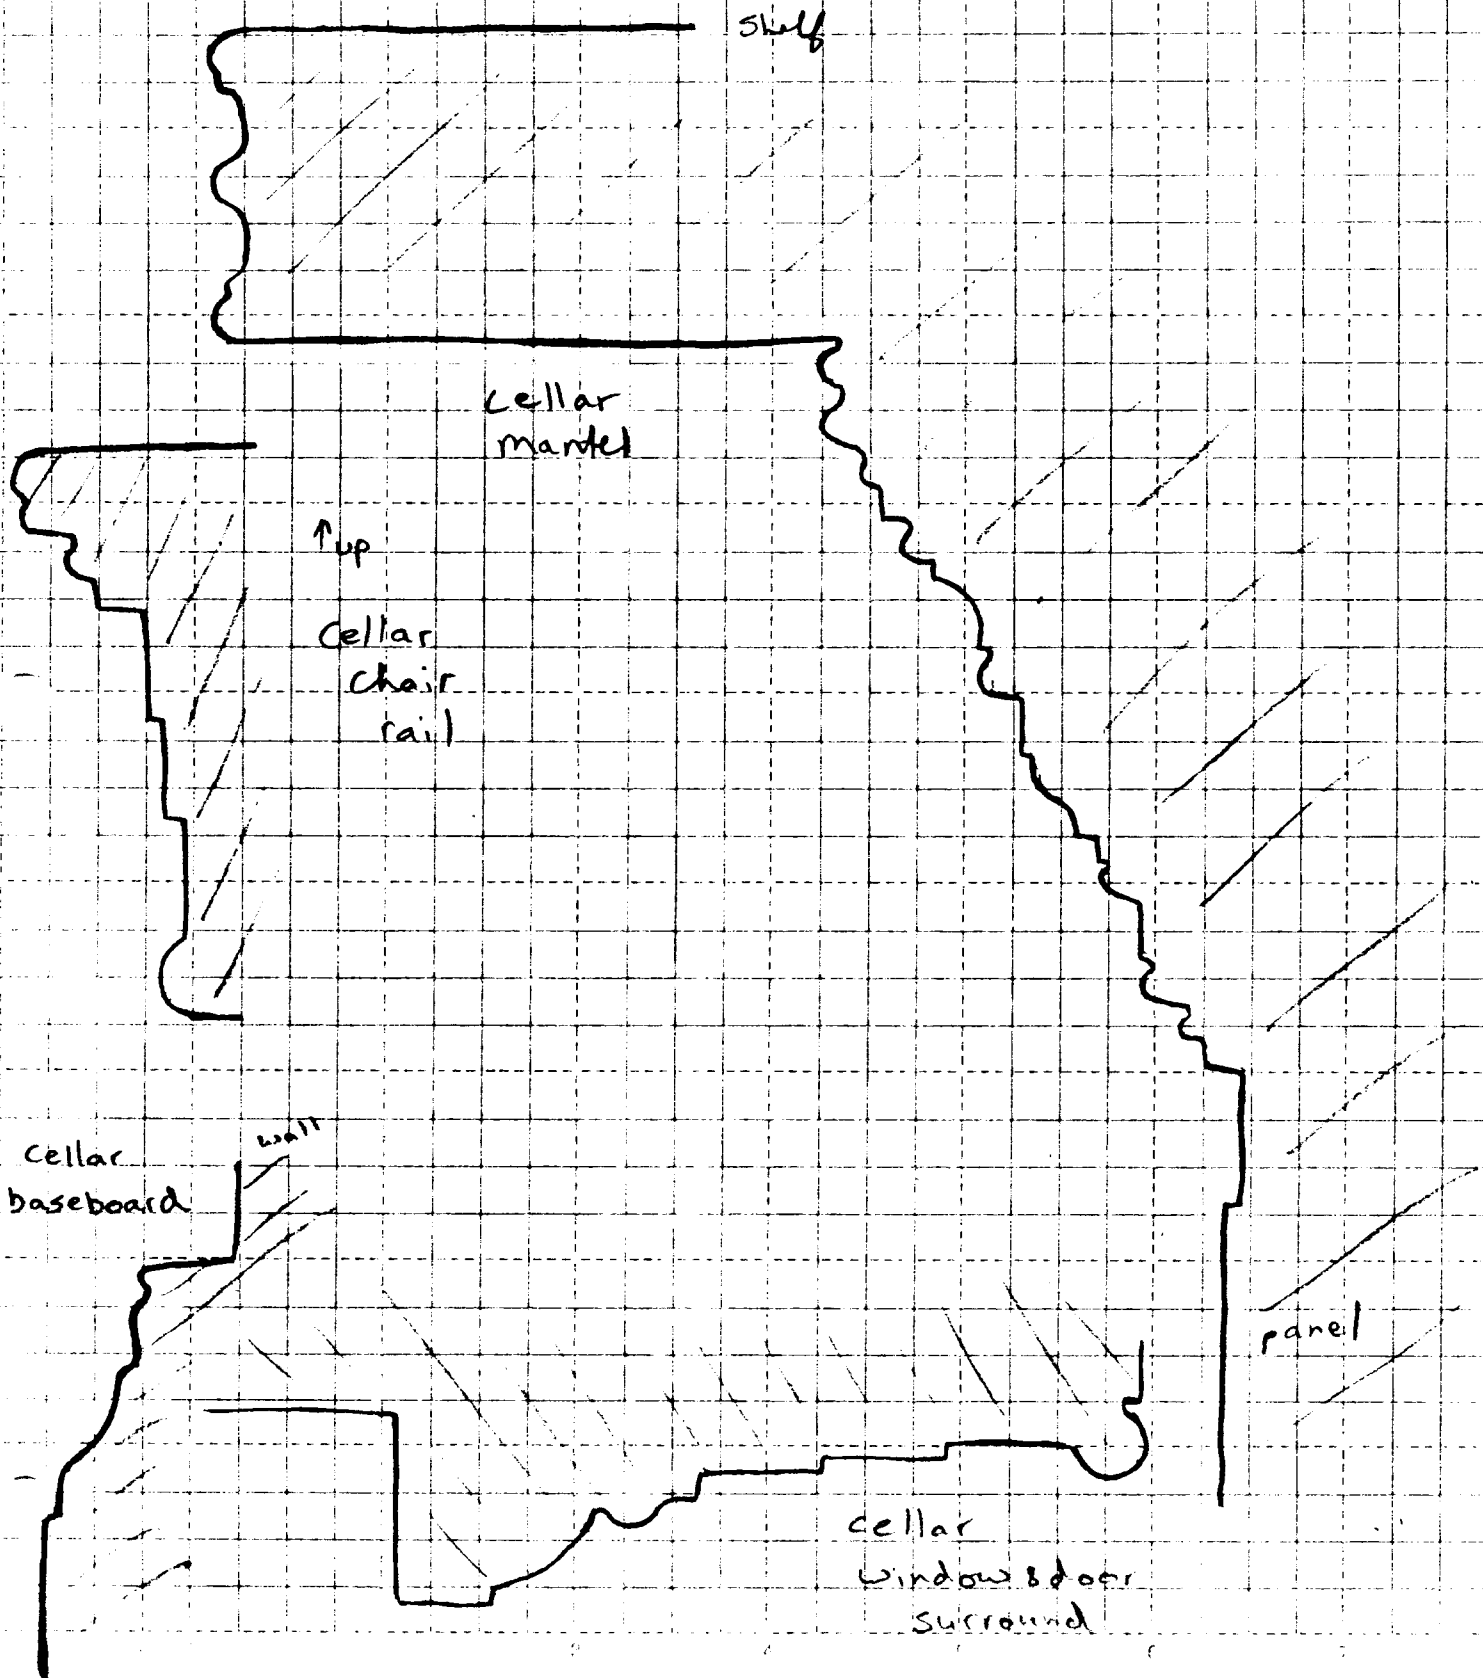 Shelf
cellar
mantel
↑ up
cellar
chair
rail
cellar
baseboard
wall
panel
cellar
window & door
surround